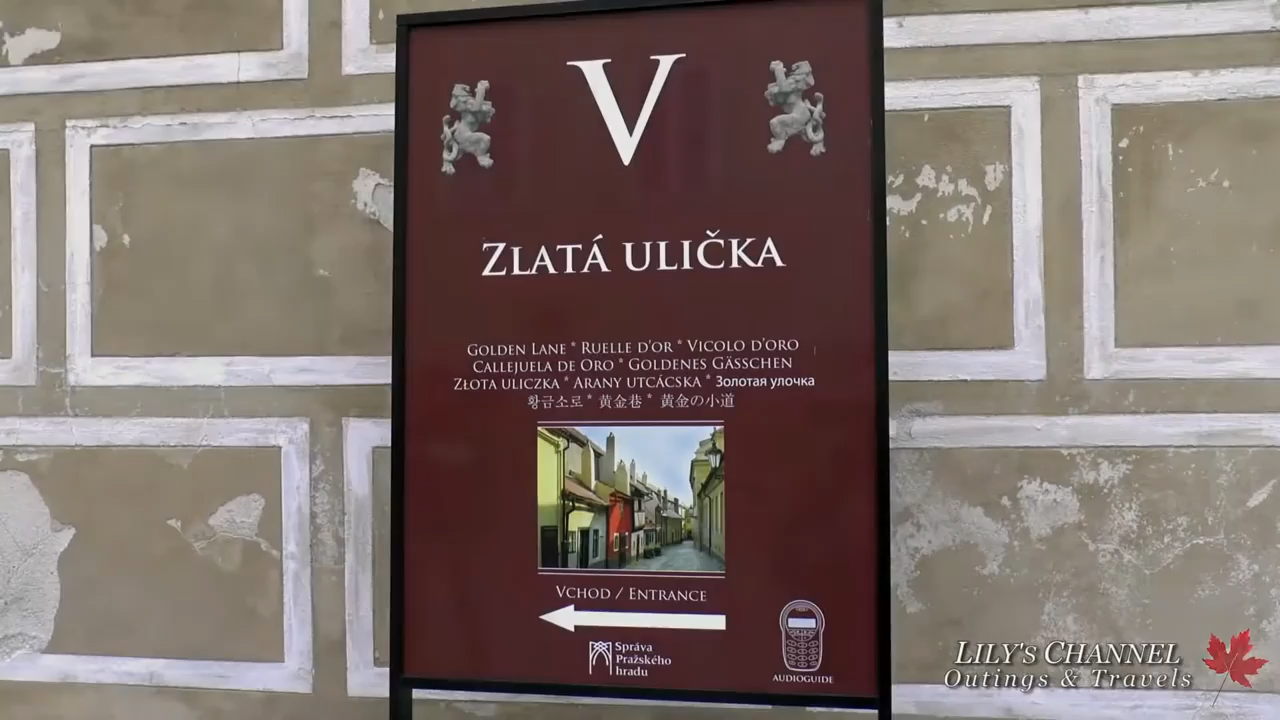 V
ZLATÁ ULIČKA
GOLDEN LANE * RUELLE D'OR * VICOLO D'ORO
CALLEJUELA DE ORO * GOLDENES GÄSSCHEN
ZŁOTA ULICZKA * ARANY UTCÁCSKA * Золотая улочка
황금소로 * 黄金巷 * 黄金の小道
VCHOD / ENTRANCE
Správa
Pražského
hradu
AUDIOGUIDE
LILY'S CHANNEL
Outings & Travels